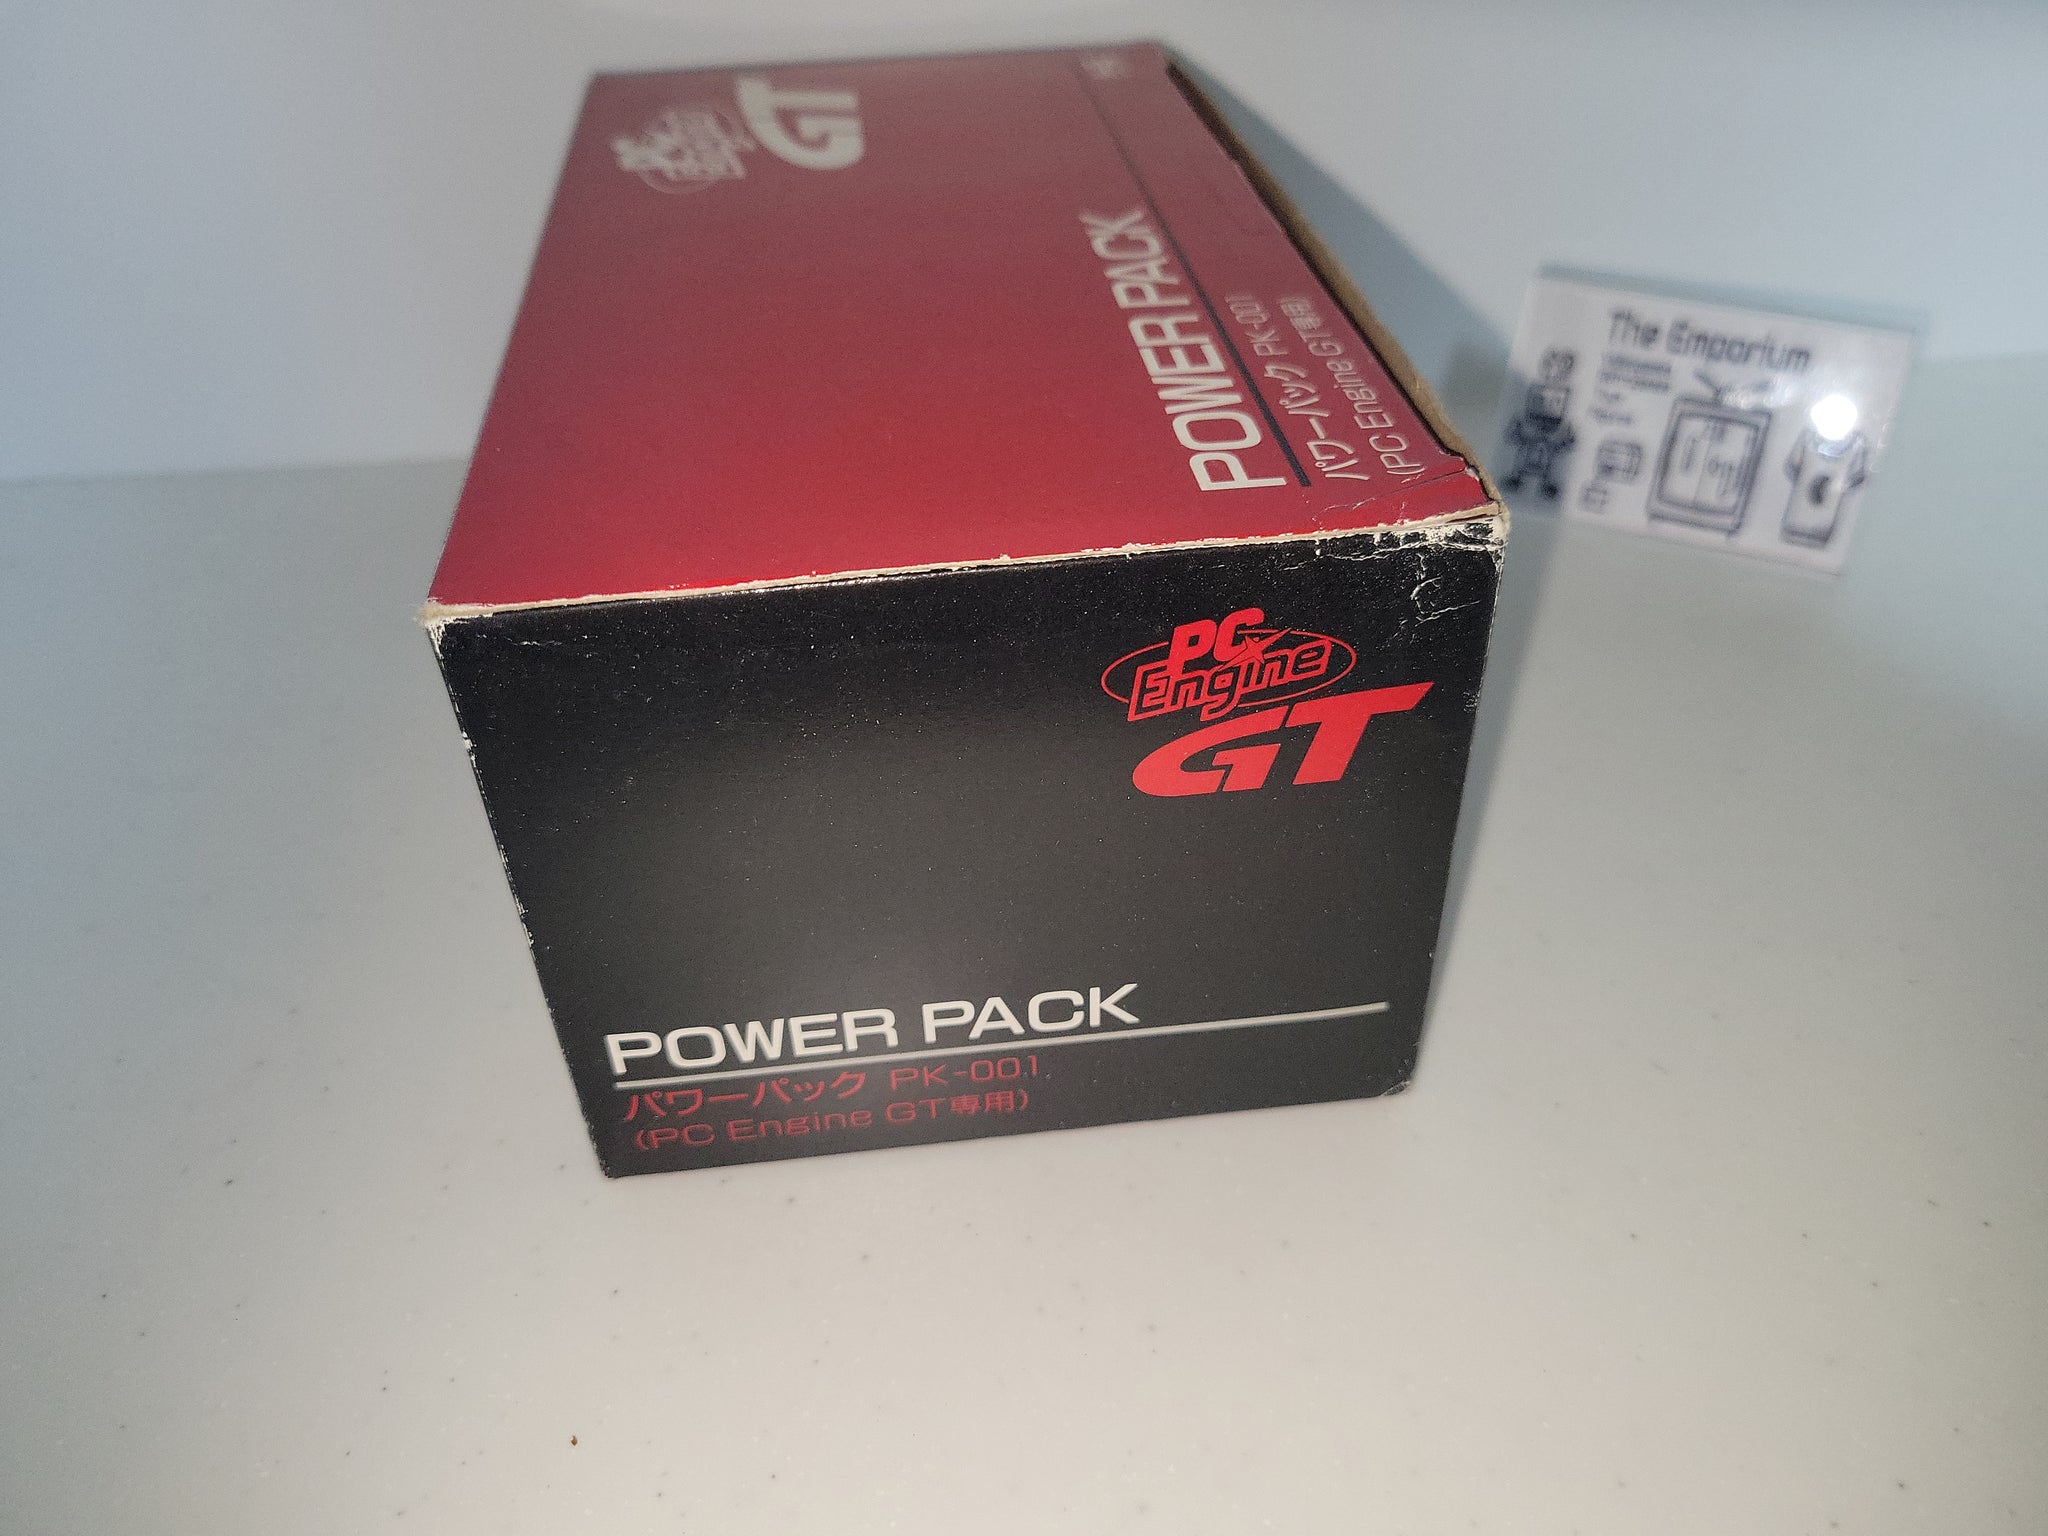 PC
Engine
GT
POWER PACK
パワーパック PK-001
(PC Engine GT専用)
PC
Engine
GT
POWER PACK
パワーパック PK-001
(PC Engine GT専用)
The Emporium